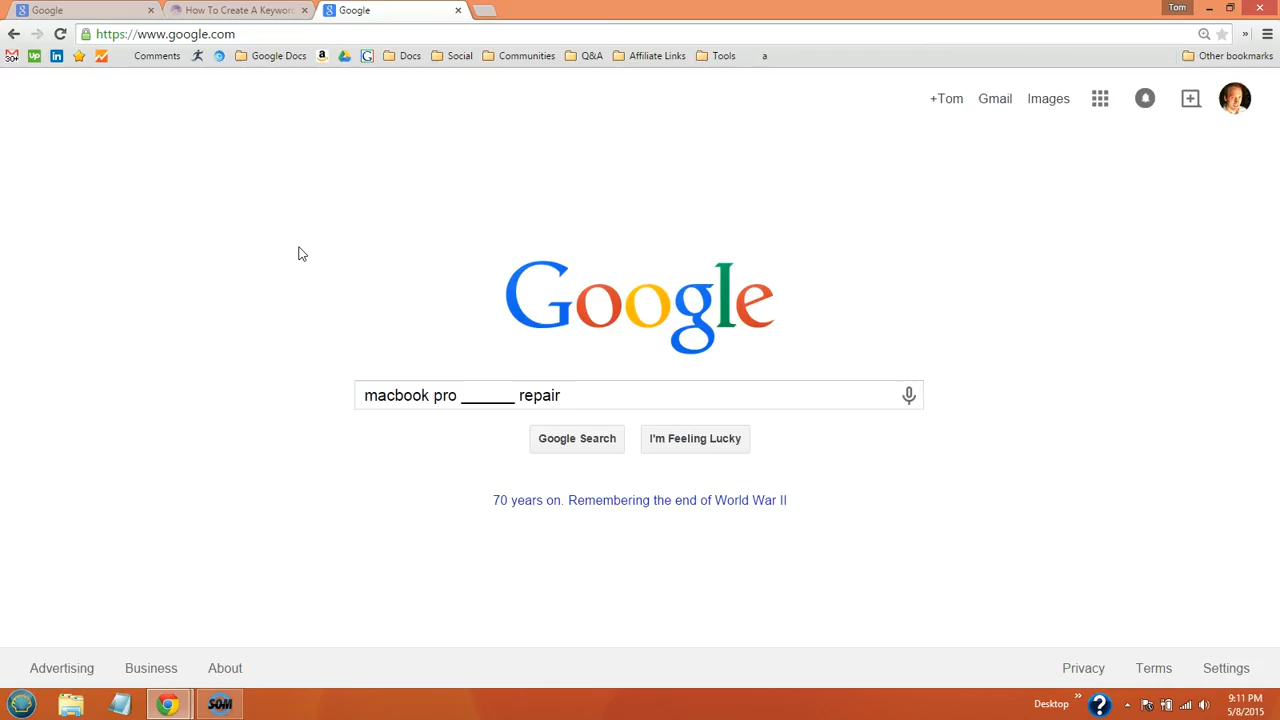 Google
How To Create A Keyword
Google
Tom
https://www.google.com
Up
Comments
Google Docs
a
Docs
Social
Communities
Q&A
Affiliate Links
Tools
a
Other bookmarks
+Tom
Gmail
Images
Google
macbook pro ______ repair
Google Search
I'm Feeling Lucky
70 years on. Remembering the end of World War II
Advertising
Business
About
Privacy
Terms
Settings
SOM
Desktop
9:11 PM
5/8/2015